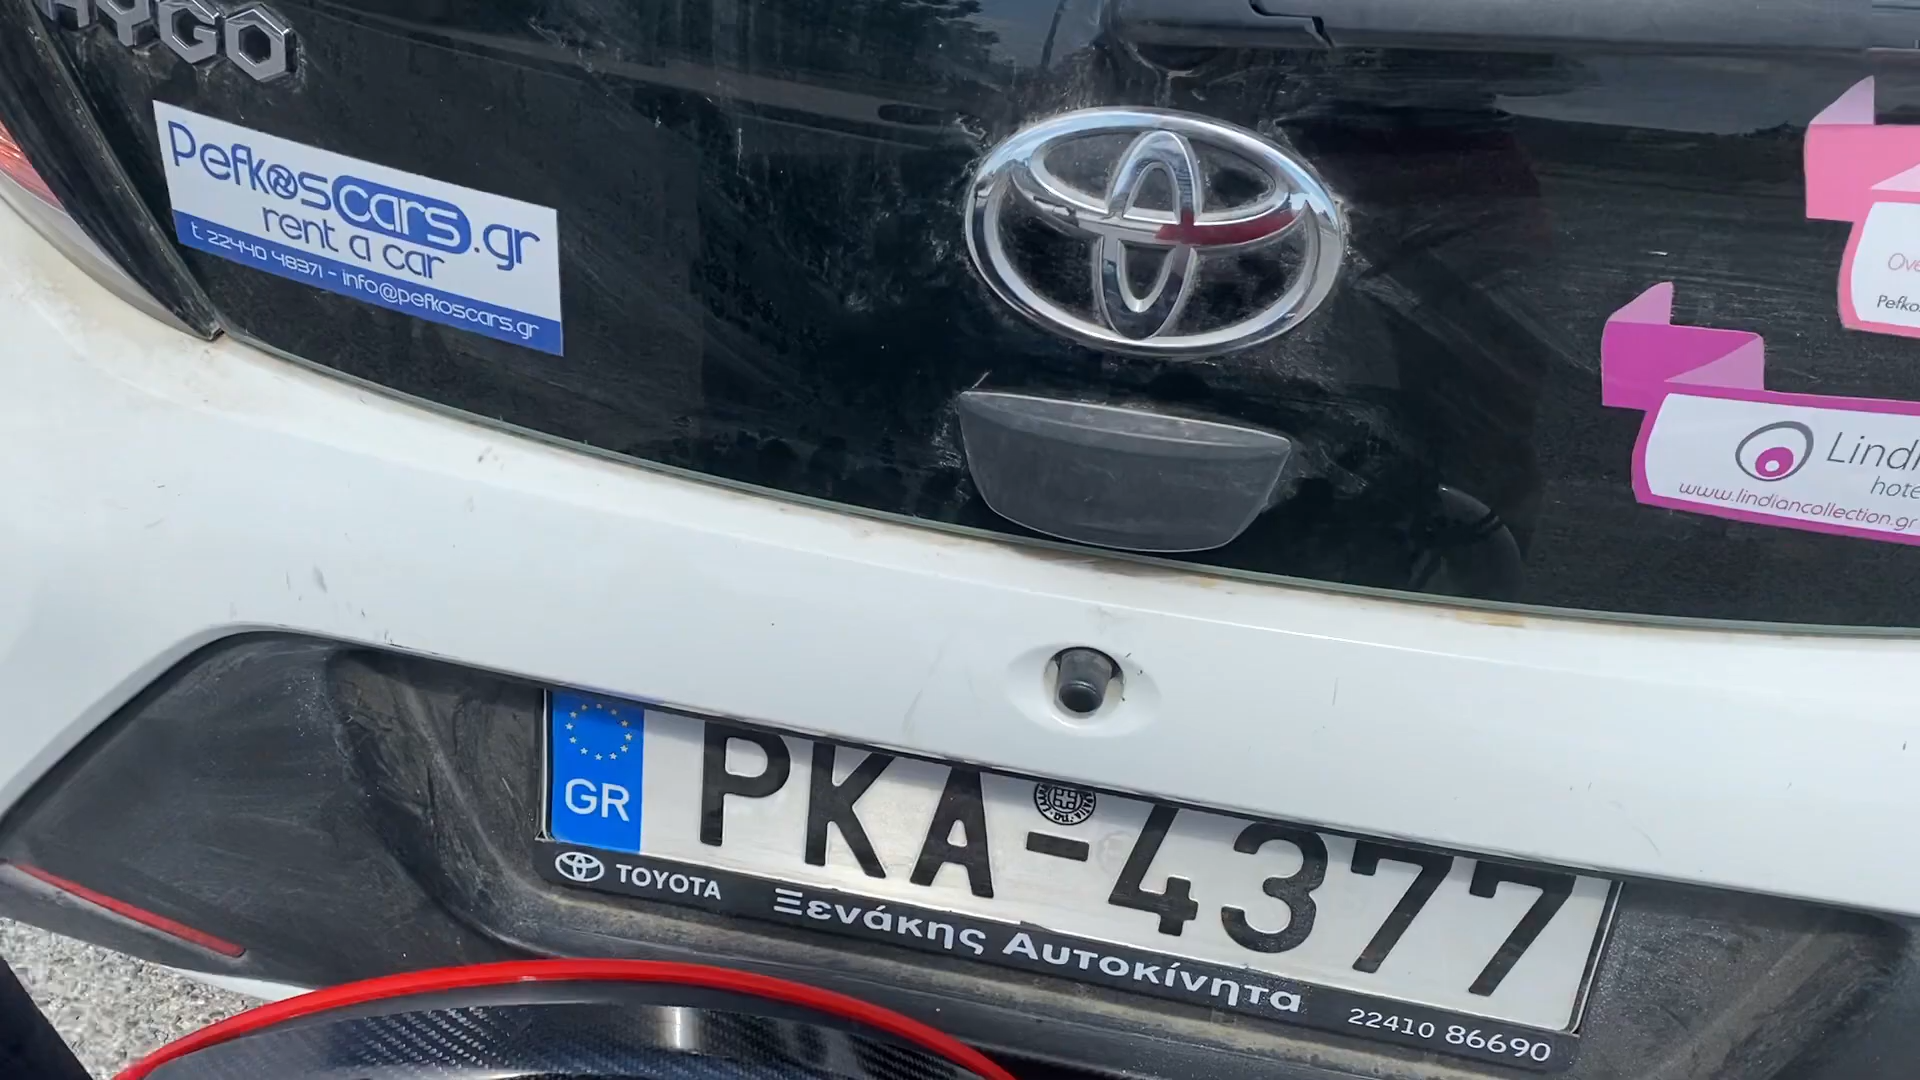 AYGO
Pefkoscars.gr
rent a car
t. 22440 48371 - info@pefkoscars.gr
Pefko
Lindi
hote
www.lindiancollection.gr
GR
PKA-4377
TOYOTA Ξενάκης Αυτοκίνητα 22410 86690